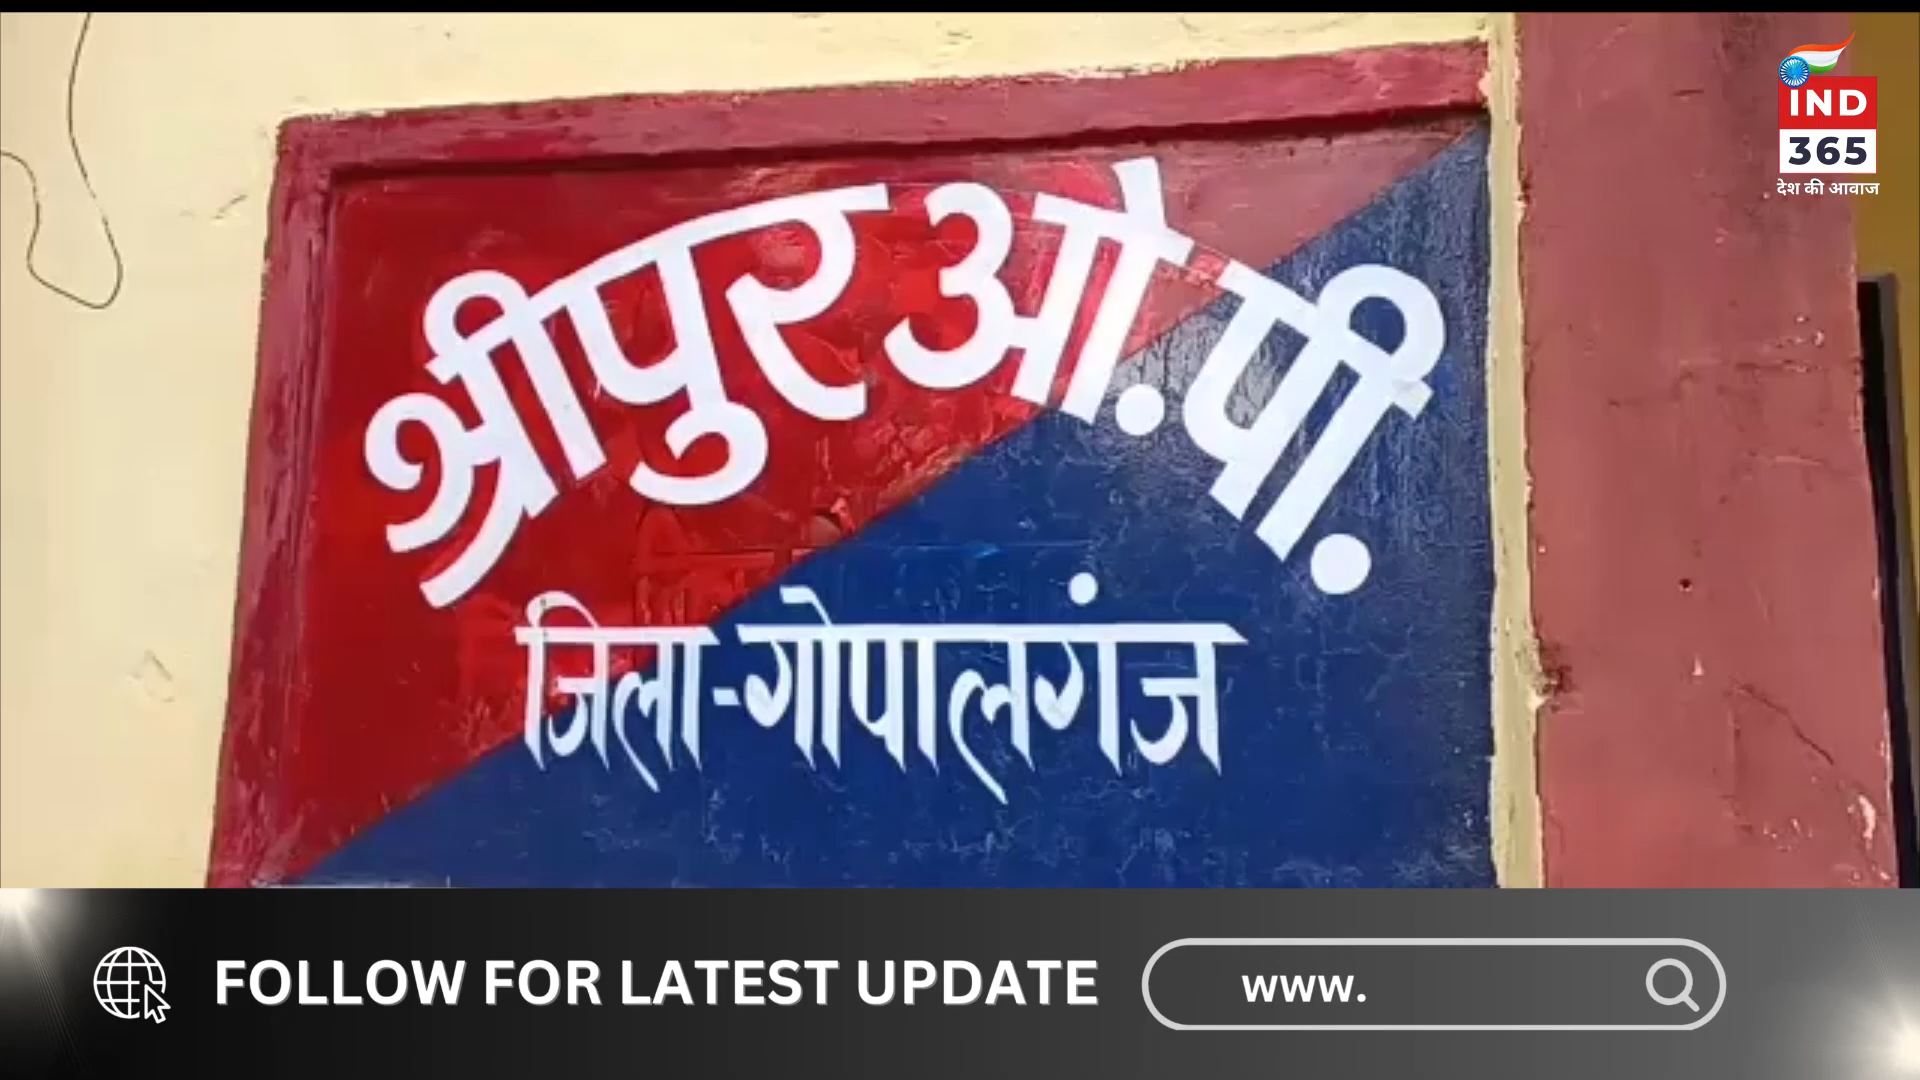 IND
365
देश की आवाज
श्रीपुर ओ.पी.
जिला-गोपालगंज
FOLLOW FOR LATEST UPDATE
www.